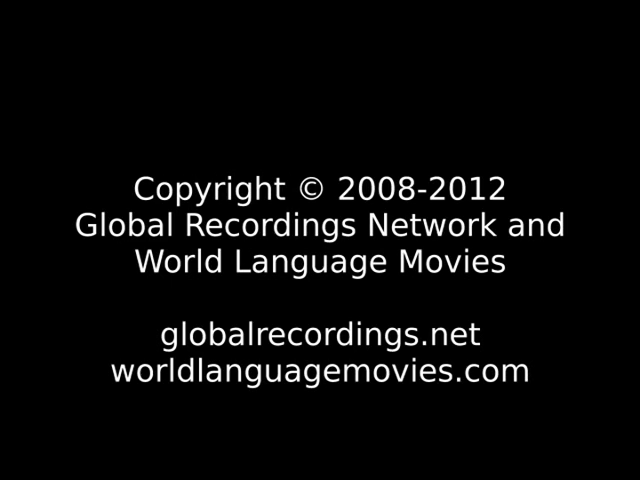 Copyright © 2008-2012
Global Recordings Network and
World Language Movies
globalrecordings.net
worldlanguagemovies.com